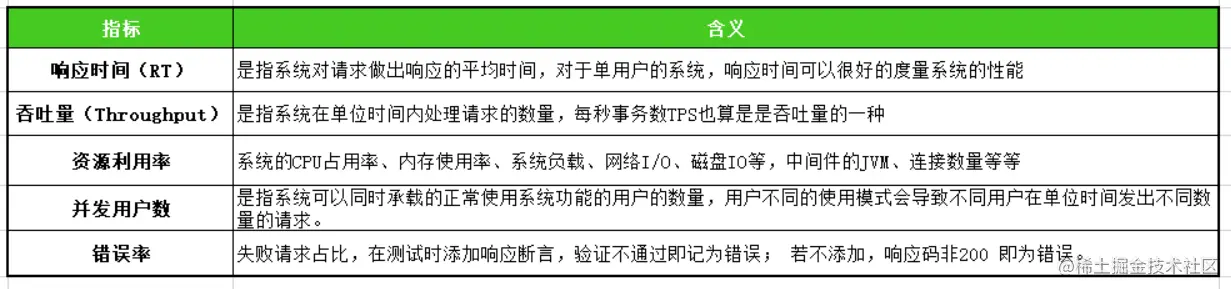 指标 含义
响应时间（RT） 是指系统对请求做出响应的平均时间，对于单用户的系统，响应时间可以很好的度量系统的性能
吞吐量（Throughput） 是指系统在单位时间内处理请求的数量，每秒事务数TPS也算是是吞吐量的一种
资源利用率 系统的CPU占用率、内存使用率、系统负载、网络I/O、磁盘IO等，中间件的JVM、连接数量等等
并发用户数 是指系统可以同时承载的正常使用系统功能的用户的数量，用户不同的使用模式会导致不同用户在单位时间发出不同数
量的请求。
错误率 失败请求占比，在测试时添加响应断言，验证不通过即记为错误； 若不添加，响应码非200 即为错误。
@稀土掘金技术社区